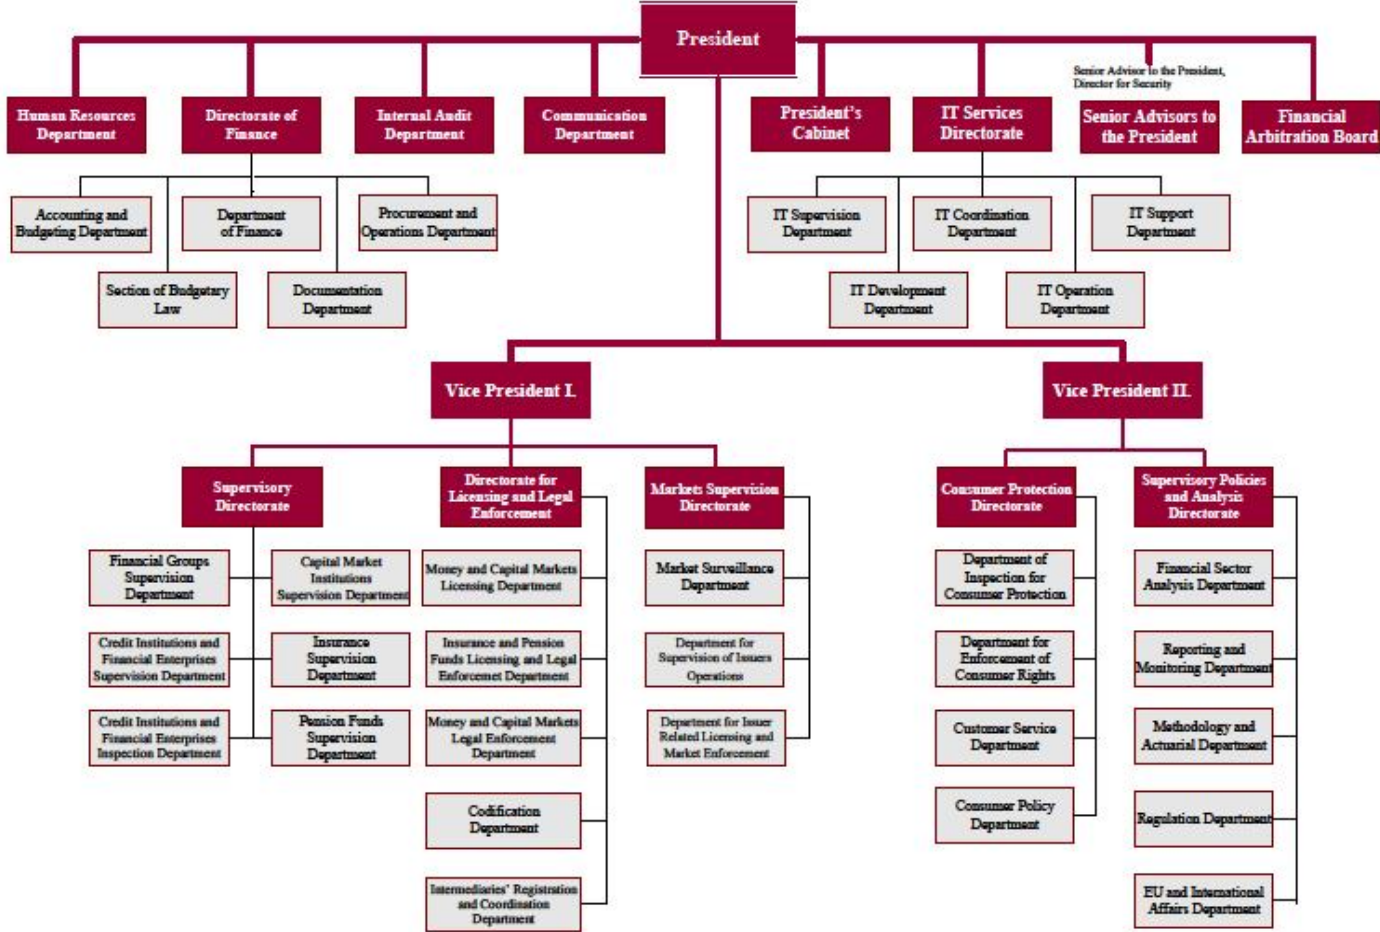 President
Senior Advisor to the President,
Director for Security
Human Resources
Department
Directorate of
Finance
Internal Audit
Department
Communication
Department
President's
Cabinet
IT Services
Directorate
Senior Advisors to
the President
Financial
Arbitration Board
Accounting and
Budgeting Department
Department
of Finance
Procurement and
Operations Department
Section of Budgetary
Law
Documentation
Department
IT Supervision
Department
IT Coordination
Department
IT Support
Department
IT Development
Department
IT Operation
Department
Vice President I.
Vice President II.
Supervisory
Directorate
Directorate for
Licensing and Legal
Enforcement
Markets Supervision
Directorate
Consumer Protection
Directorate
Supervisory Policies
and Analysis
Directorate
Financial Groups
Supervision
Department
Capital Market
Institutions
Supervision Department
Credit Institutions and
Financial Enterprises
Supervision Department
Insurance
Supervision
Department
Credit Institutions and
Financial Enterprises
Inspection Department
Pension Funds
Supervision
Department
Money and Capital Markets
Licensing Department
Insurance and Pension
Funds Licensing and Legal
Enforcemet Department
Money and Capital Markets
Legal Enforcement
Department
Codification
Department
Intermediaries' Registration
and Coordination
Department
Market Surveillance
Department
Department for
Supervision of Issuers
Operations
Department for Issuer
Related Licensing and
Market Enforcement
Department of
Inspection for
Consumer Protection
Department for
Enforcement of
Consumer Rights
Customer Service
Department
Consumer Policy
Department
Financial Sector
Analysis Department
Reporting and
Monitoring Department
Methodology and
Actuarial Department
Regulation Department
EU and International
Affairs Department